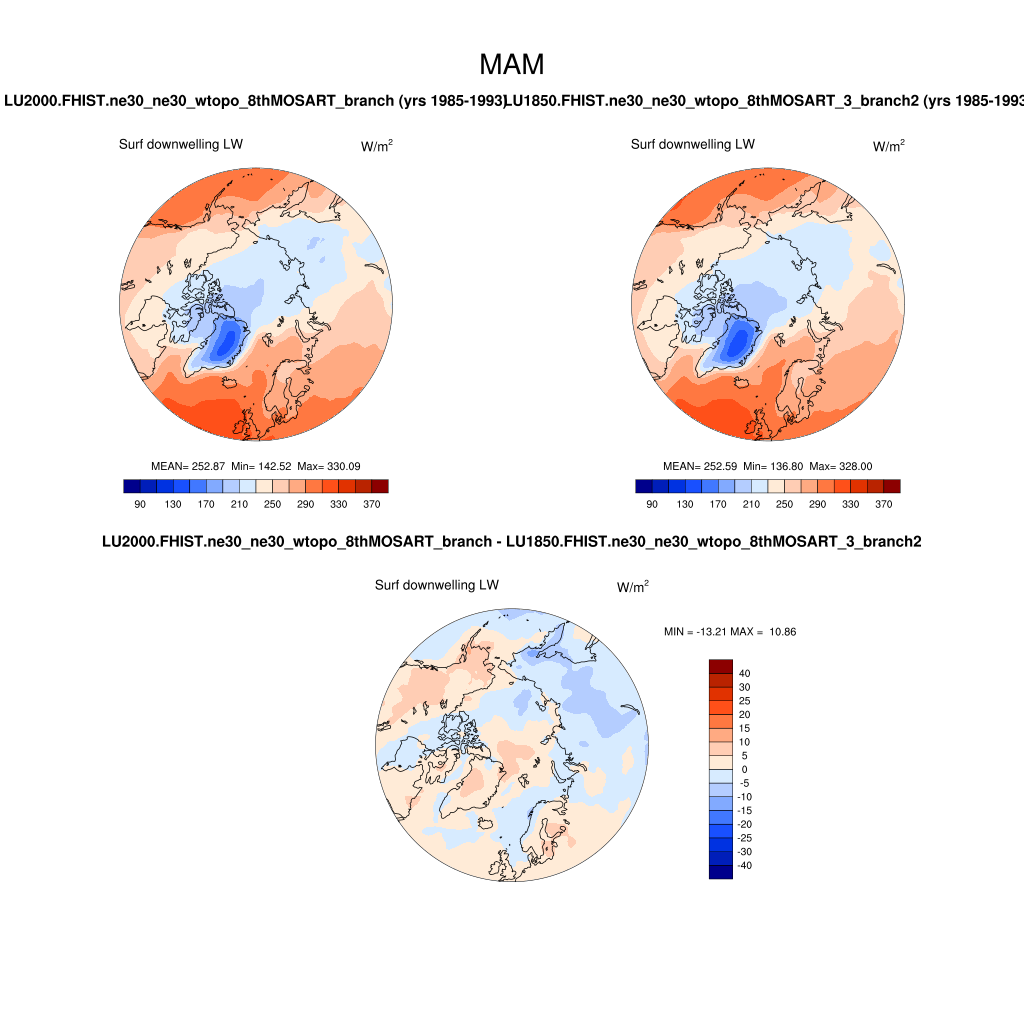 MAM
LU2000.FHIST.ne30_ne30_wtopo_8thMOSART_branch (yrs 1985-1993)
LU1850.FHIST.ne30_ne30_wtopo_8thMOSART_3_branch2 (yrs 1985-1993
Surf downwelling LW W/m²
Surf downwelling LW W/m²
MEAN= 252.87 Min= 142.52 Max= 330.09
MEAN= 252.59 Min= 136.80 Max= 328.00
90 130 170 210 250 290 330 370
90 130 170 210 250 290 330 370
LU2000.FHIST.ne30_ne30_wtopo_8thMOSART_branch - LU1850.FHIST.ne30_ne30_wtopo_8thMOSART_3_branch2
Surf downwelling LW W/m²
MIN = -13.21 MAX = 10.86
40
30
25
20
15
10
5
0
-5
-10
-15
-20
-25
-30
-40